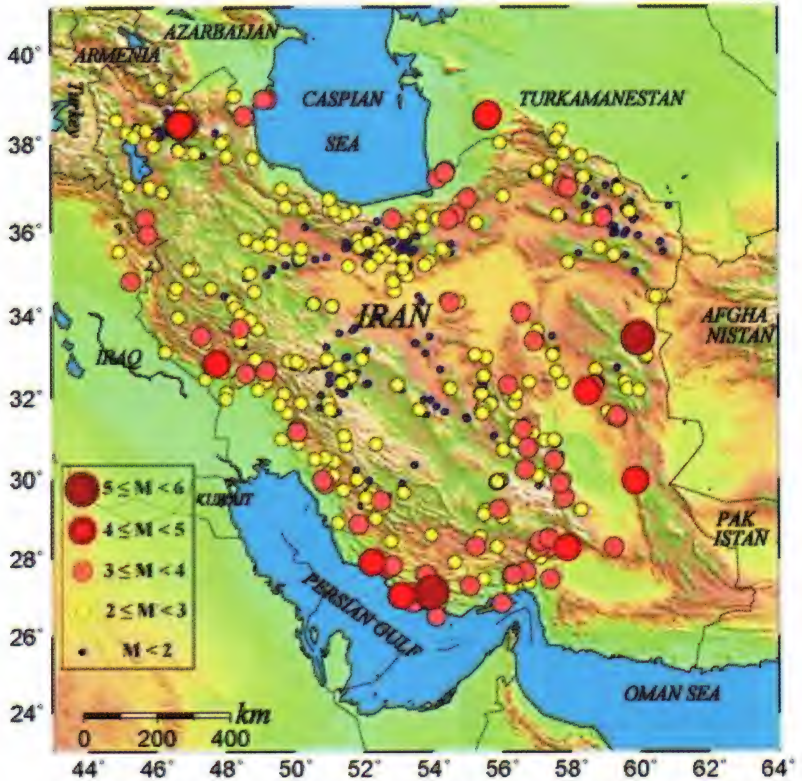 AZARBALJAN
ARMENIA
Turkey
CASPIAN
SEA
TURKAMANESTAN
IRAN
AFGHA
NISTAN
IRAQ
KUWAIT
PAK
ISTAN
PERSIAN GULF
OMAN SEA
5 ≤ M < 6
4 ≤ M < 5
3 ≤ M < 4
2 ≤ M < 3
M < 2
km
0 200 400
40°
38°
36°
34°
32°
30°
28°
26°
24°
44° 46° 48° 50° 52° 54° 56° 58° 60° 62° 64°